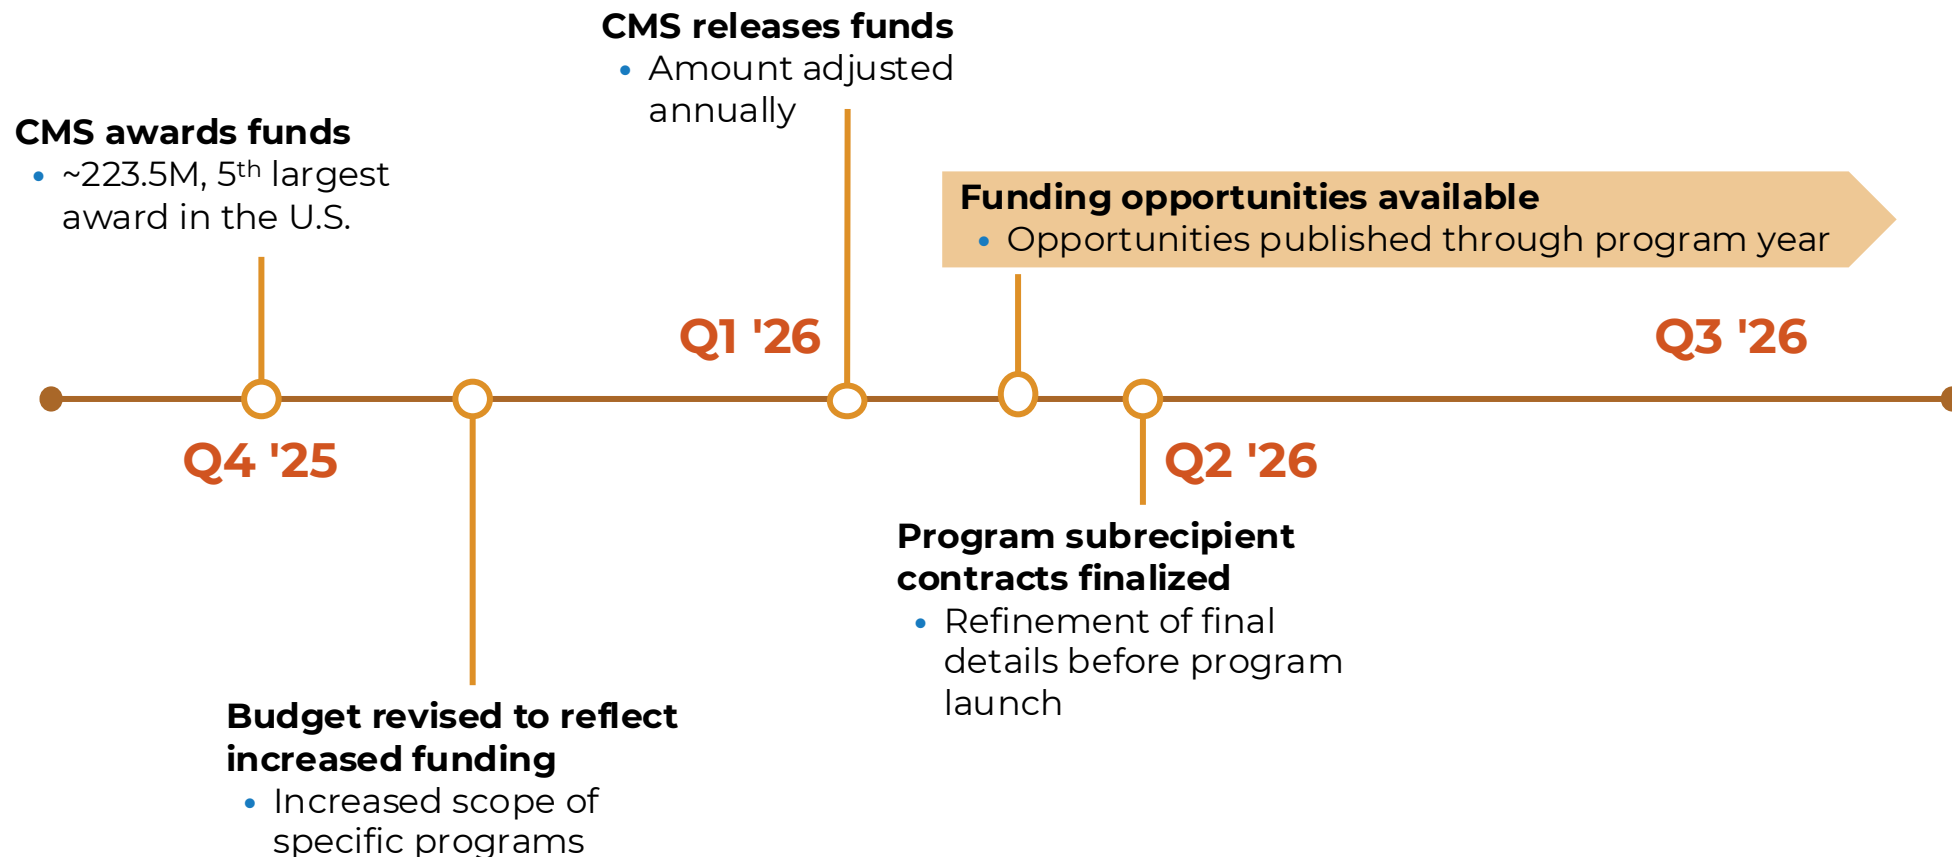 CMS releases funds
• Amount adjusted
annually
CMS awards funds
• ~223.5M, 5th largest
award in the U.S.
Funding opportunities available
• Opportunities published through program year
Q1 '26
Q3 '26
Q4 '25
Q2 '26
Program subrecipient
contracts finalized
• Refinement of final
details before program
launch
Budget revised to reflect
increased funding
• Increased scope of
specific programs